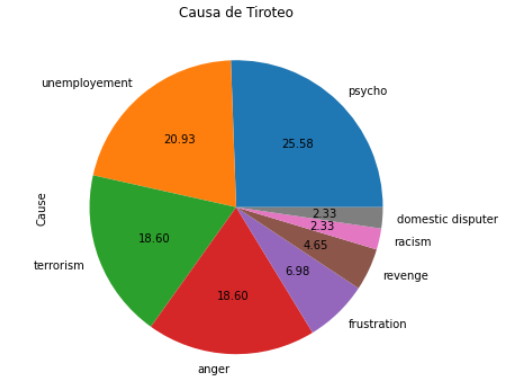 Causa de Tiroteo
unemployement
psycho
20.93
25.58
Cause
2.33
domestic disputer
2.33
racism
18.60
4.65
terrorism
6.98
revenge
18.60
frustration
anger